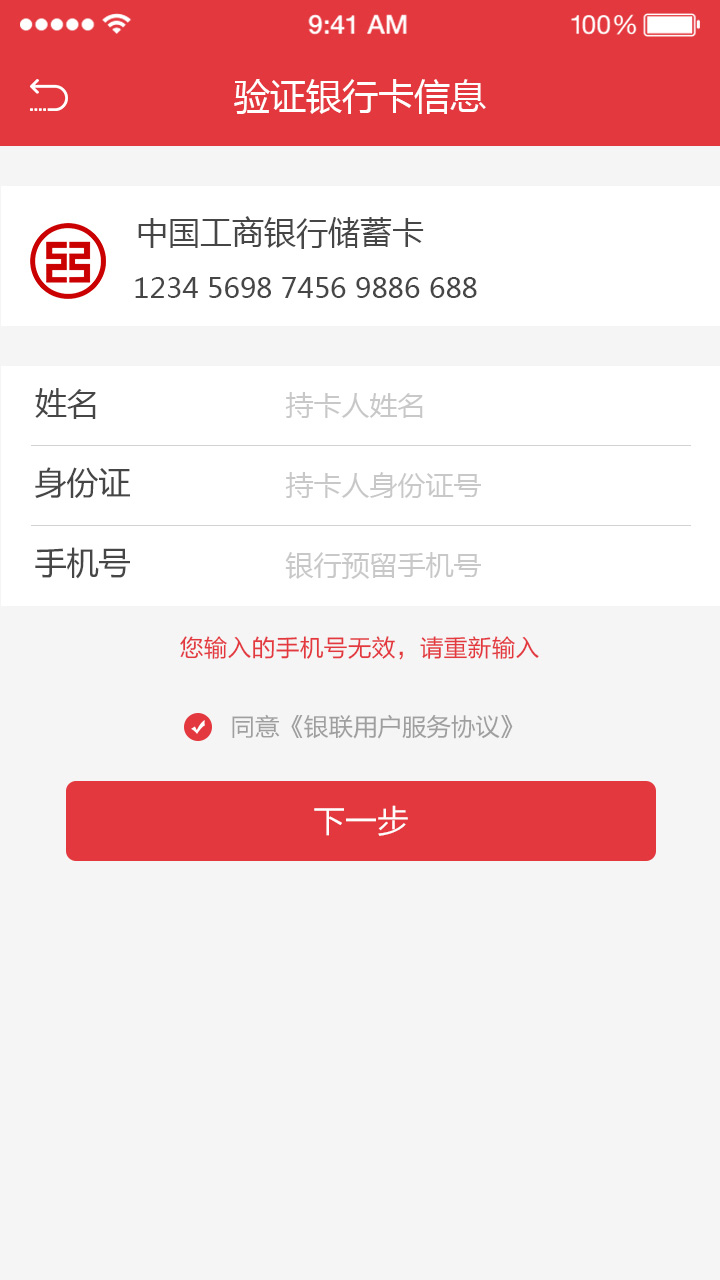 9:41 AM 100%
验证银行卡信息
中国工商银行储蓄卡
1234 5698 7456 9886 688
姓名 持卡人姓名
身份证 持卡人身份证号
手机号 银行预留手机号
您输入的手机号无效，请重新输入
同意《银联用户服务协议》
下一步